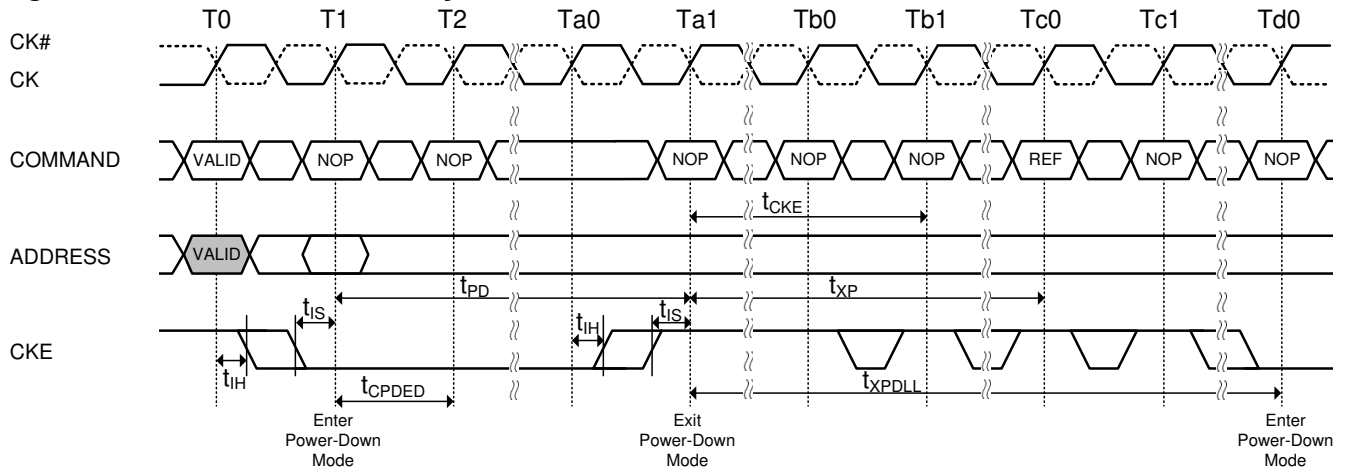 T0 T1 T2 Ta0 Ta1 Tb0 Tb1 Tc0 Tc1 Td0
CK#
CK
COMMAND VALID NOP NOP NOP NOP NOP REF NOP NOP
tCKE
ADDRESS VALID
tPD tXP
tIS tIH tIS
CKE
tIH tCPDED tXPDLL
Enter Power-Down Mode
Exit Power-Down Mode
Enter Power-Down Mode